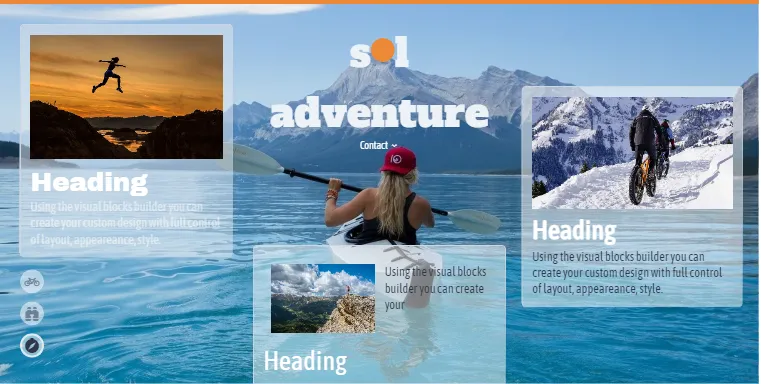 sol
adventure
Contact
Heading
Using the visual blocks builder you can
create your custom design with full control
of layout, appeareance, style.
Using the visual blocks
builder you can create
your
Heading
Heading
Using the visual blocks builder you can
create your custom design with full control
of layout, appeareance, style.